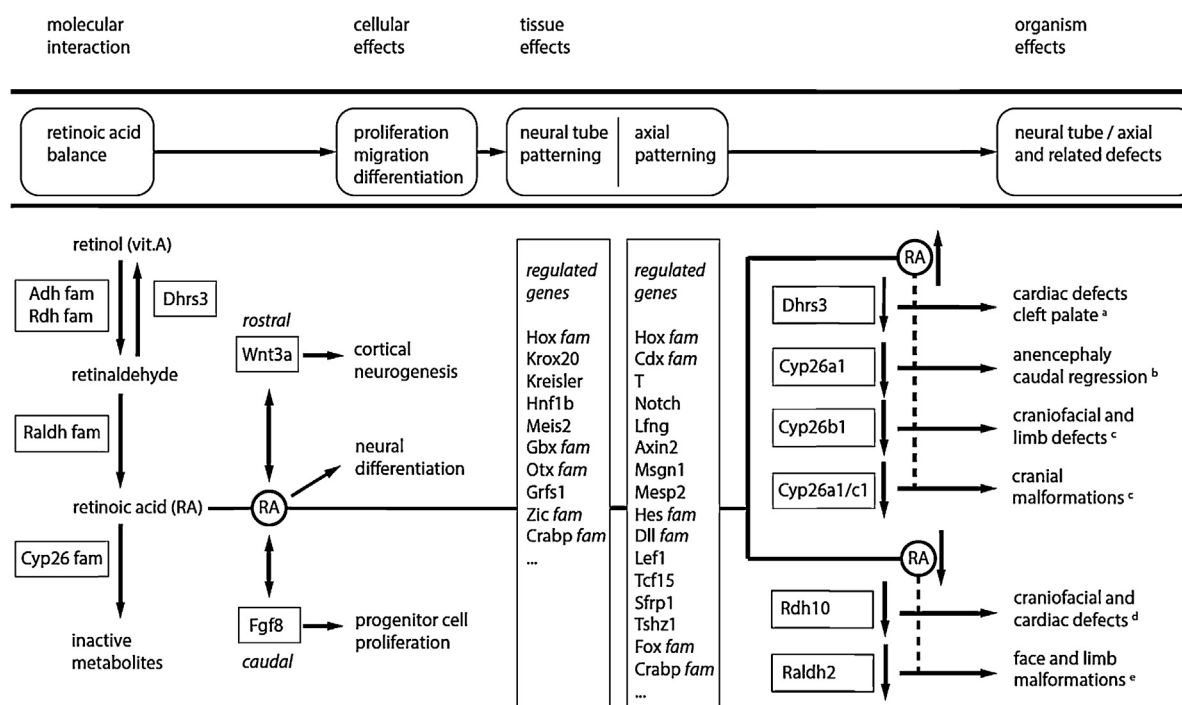 molecular
interaction
cellular
effects
tissue
effects
organism
effects
retinoic acid
balance
proliferation
migration
differentiation
neural tube
patterning
axial
patterning
neural tube / axial
and related defects
retinol (vit.A)
Adh fam
Rdh fam
Dhrs3
retinaldehyde
Raldh fam
retinoic acid (RA)
Cyp26 fam
inactive
metabolites
rostral
Wnt3a
cortical
neurogenesis
neural
differentiation
RA
Fgf8
caudal
progenitor cell
proliferation
regulated
genes
Hox fam
Krox20
Kreisler
Hnf1b
Meis2
Gbx fam
Otx fam
Grfs1
Zic fam
Crabp fam
...
regulated
genes
Hox fam
Cdx fam
T
Notch
Lfng
Axin2
Msgn1
Mesp2
Hes fam
Dll fam
Lef1
Tcf15
Sfrp1
Tshz1
Fox fam
Crabp fam
...
RA
Dhrs3
cardiac defects
cleft palate a
Cyp26a1
anencephaly
caudal regression b
Cyp26b1
craniofacial and
limb defects c
Cyp26a1/c1
cranial
malformations c
RA
Rdh10
craniofacial and
cardiac defects d
Raldh2
face and limb
malformations e